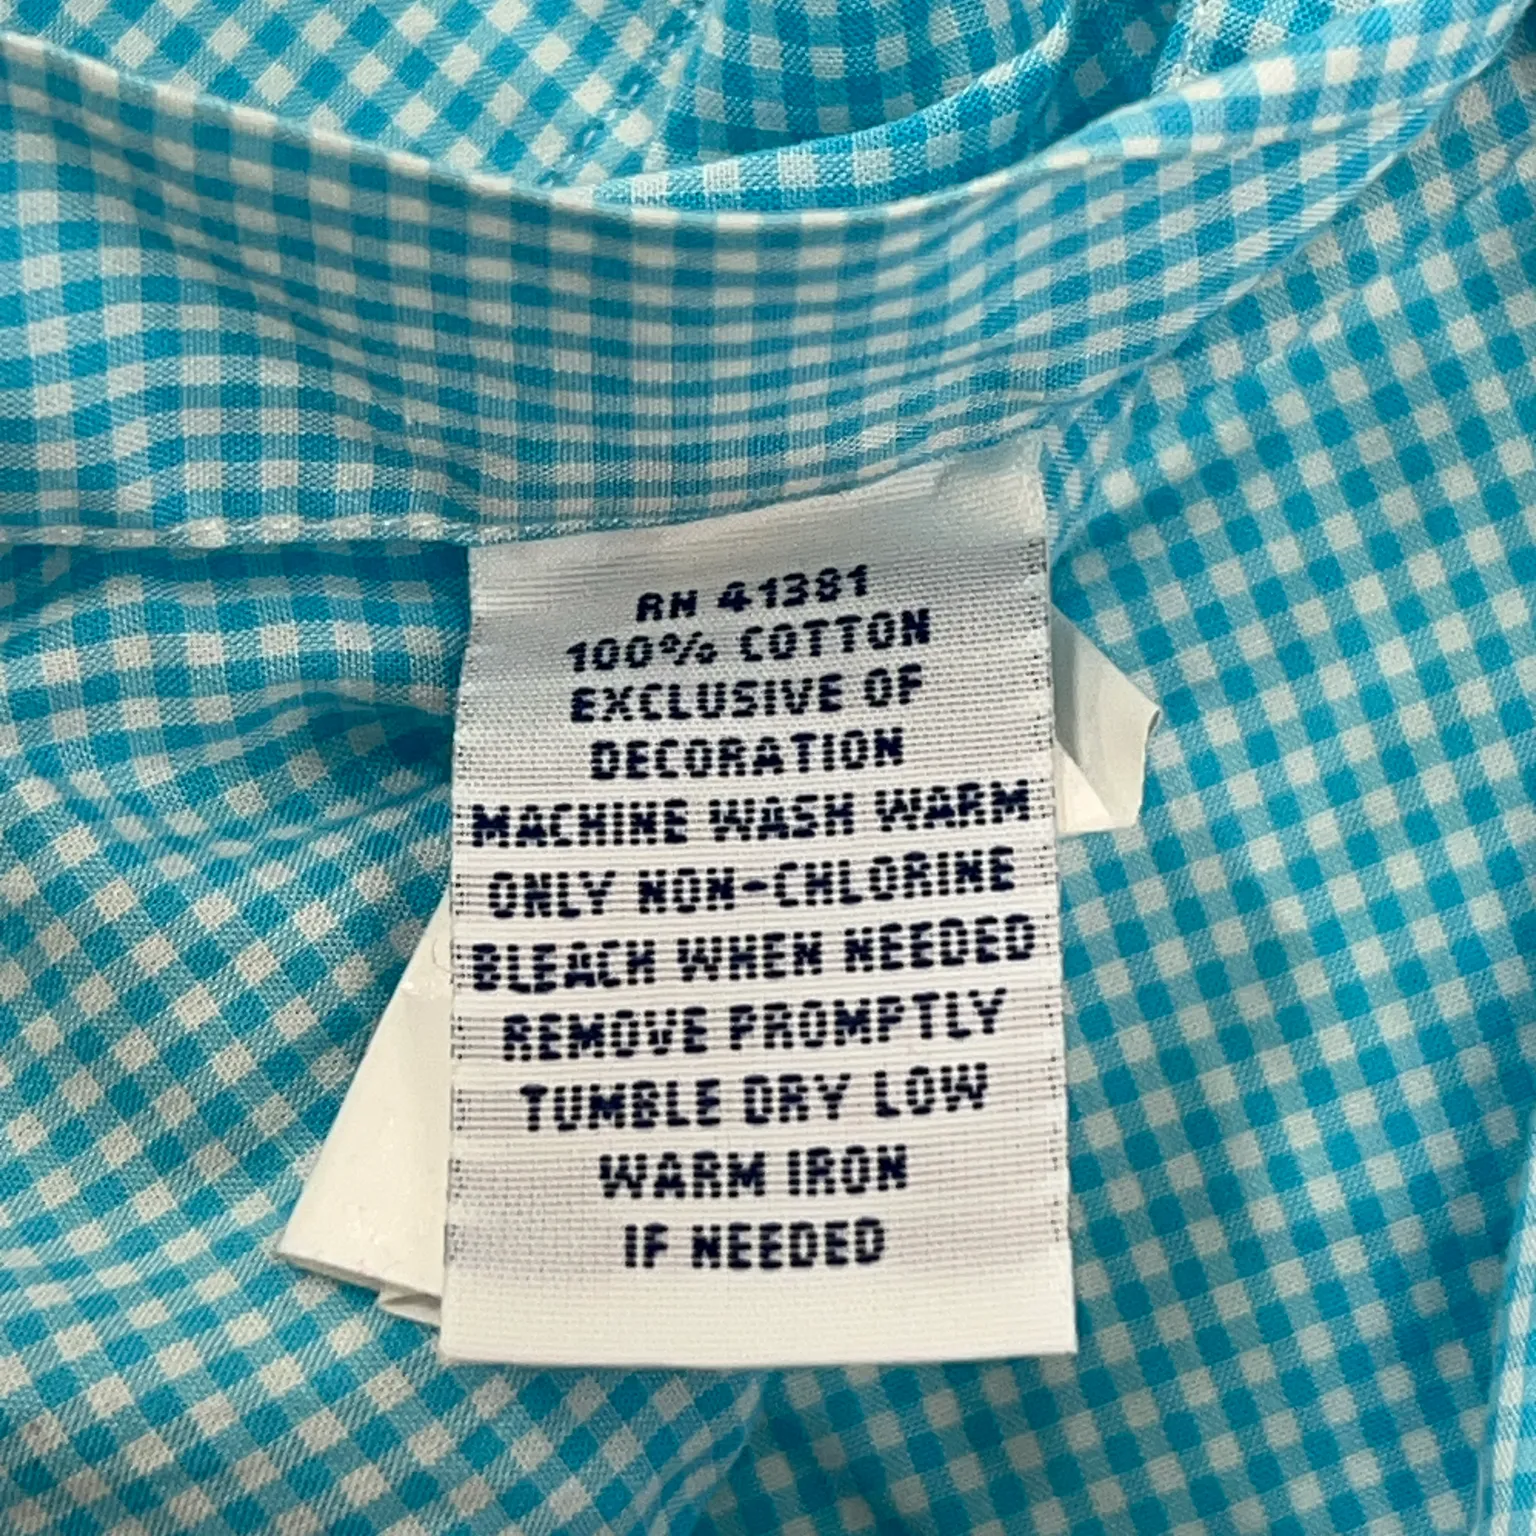 RN 41381
100% COTTON
EXCLUSIVE OF
DECORATION
MACHINE WASH WARM
ONLY NON-CHLORINE
BLEACH WHEN NEEDED
REMOVE PROMPTLY
TUMBLE DRY LOW
WARM IRON
IF NEEDED